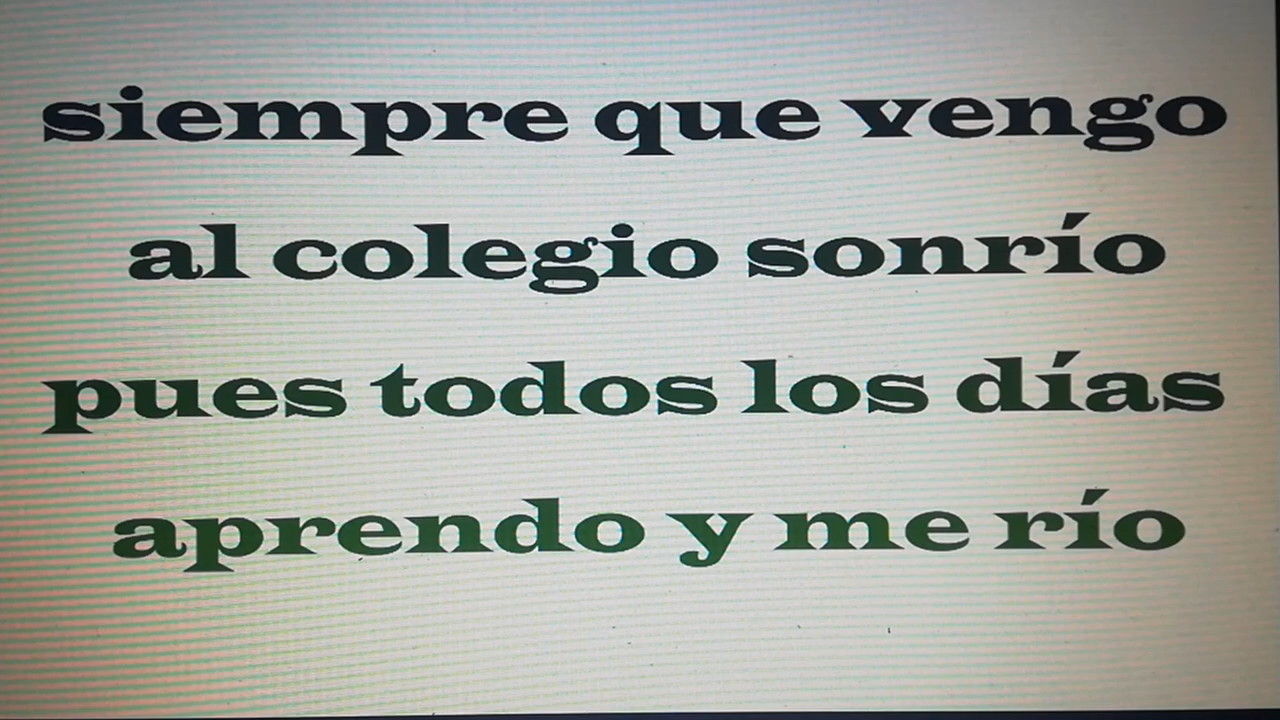 siempre que vengo
al colegio sonrío
pues todos los días
aprendo y me río